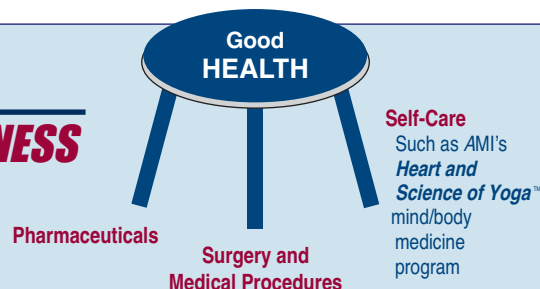 Good
HEALTH
NESS
Self-Care
Such as AMI's
Heart and
Science of Yoga™
mind/body
medicine
program
Pharmaceuticals
Surgery and
Medical Procedures